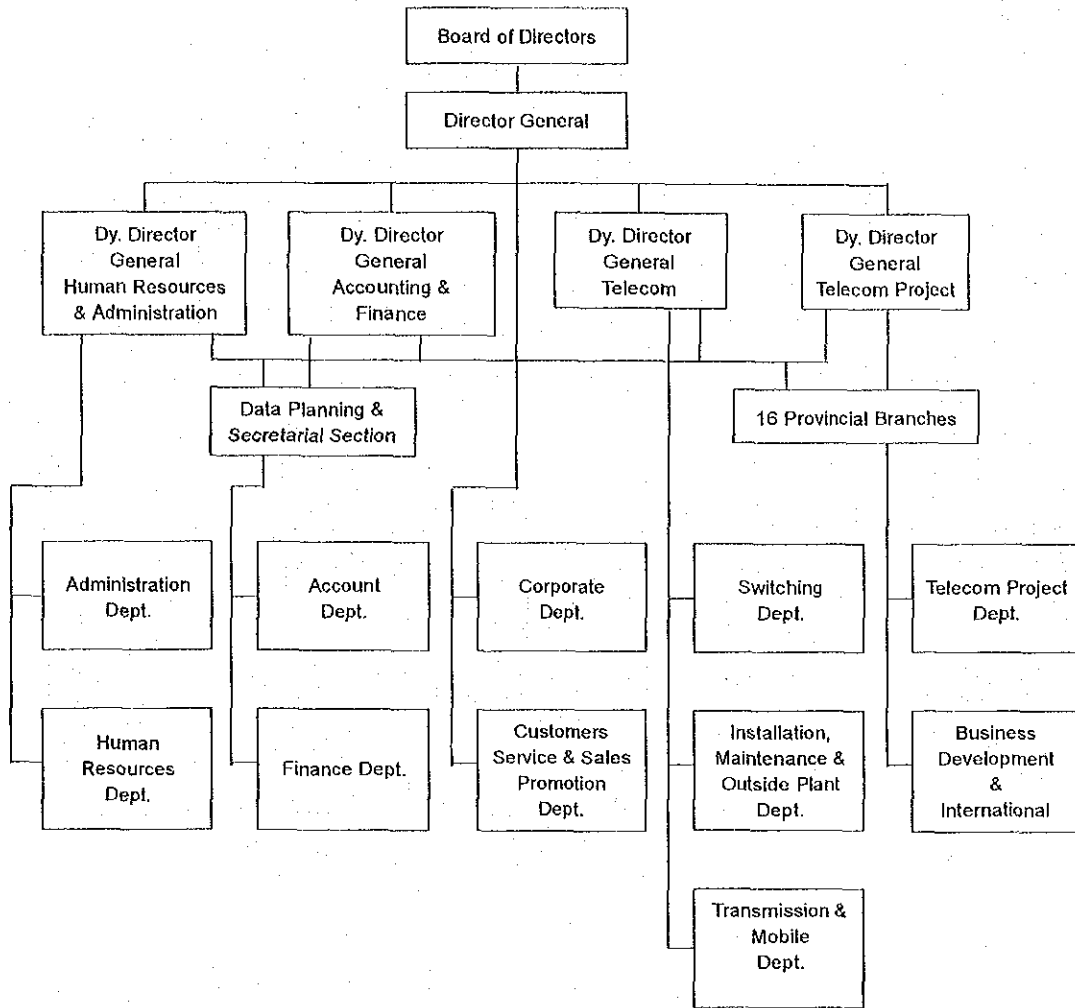 Board of Directors
Director General
Dy. Director
General
Human Resources
& Administration
Dy. Director
General
Accounting &
Finance
Dy. Director
General
Telecom
Dy. Director
General
Telecom Project
Data Planning &
Secretarial Section
16 Provincial Branches
Administration
Dept.
Account
Dept.
Corporate
Dept.
Switching
Dept.
Telecom Project
Dept.
Human
Resources
Dept.
Finance Dept.
Customers
Service & Sales
Promotion
Dept.
Installation,
Maintenance &
Outside Plant
Dept.
Business
Development
&
International
Transmission &
Mobile
Dept.